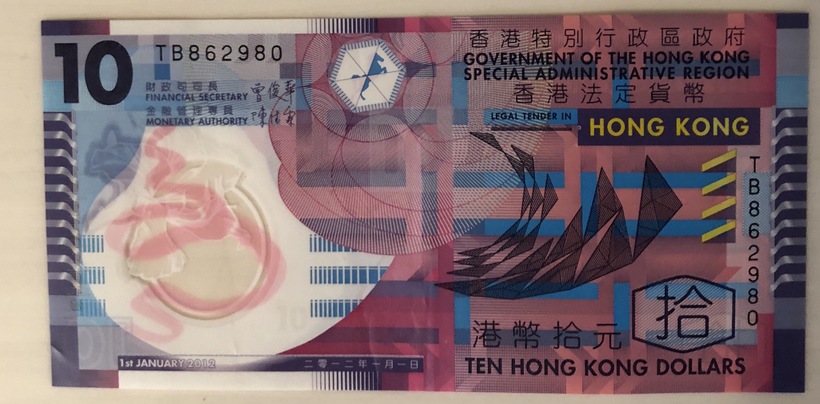 10
TB862980
財政司司長
FINANCIAL SECRETARY
金融管理專員
MONETARY AUTHORITY
香港特別行政區政府
GOVERNMENT OF THE HONG KONG
SPECIAL ADMINISTRATIVE REGION
香港法定貨幣
LEGAL TENDER IN
HONG KONG
TB862980
拾
港幣拾元
TEN HONG KONG DOLLARS
1st JANUARY 2012
二零一二年一月一日
10